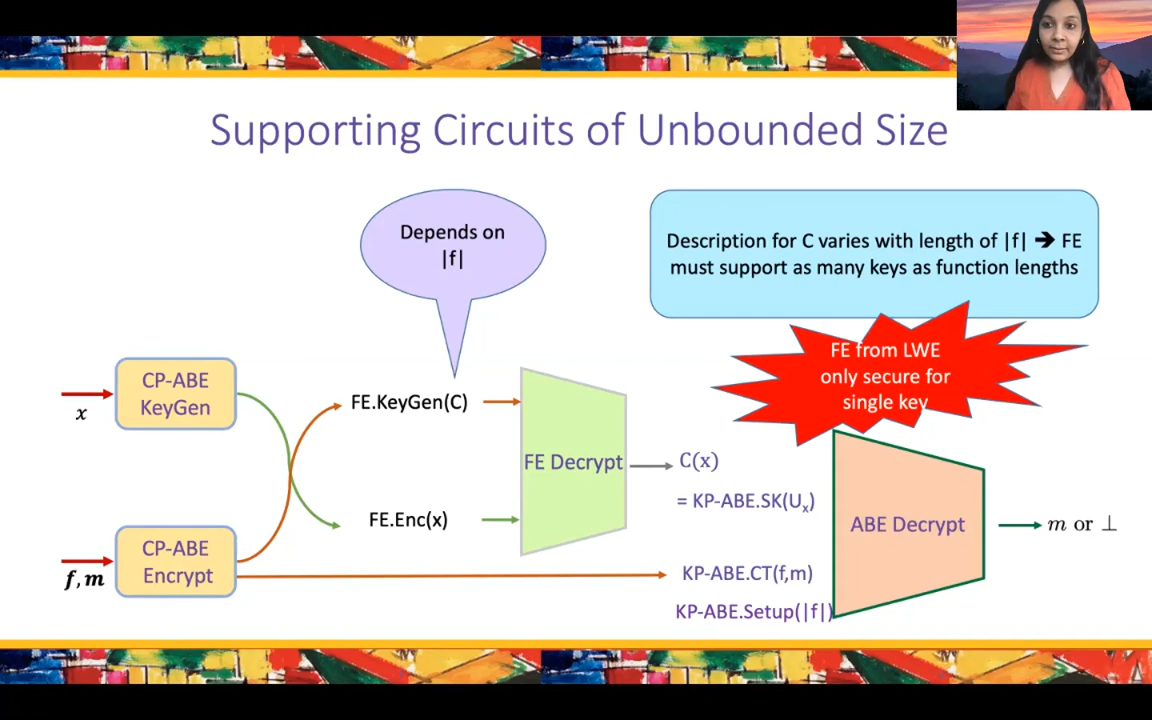 Supporting Circuits of Unbounded Size
Depends on
|f|
Description for C varies with length of |f| ➔ FE
must support as many keys as function lengths
FE from LWE
only secure for
single key
CP-ABE
KeyGen
x
FE.KeyGen(C)
FE Decrypt
C(x)
= KP-ABE.SK(Uₓ)
FE.Enc(x)
CP-ABE
Encrypt
f, m
KP-ABE.CT(f,m)
KP-ABE.Setup(|f|)
ABE Decrypt
m or ⊥